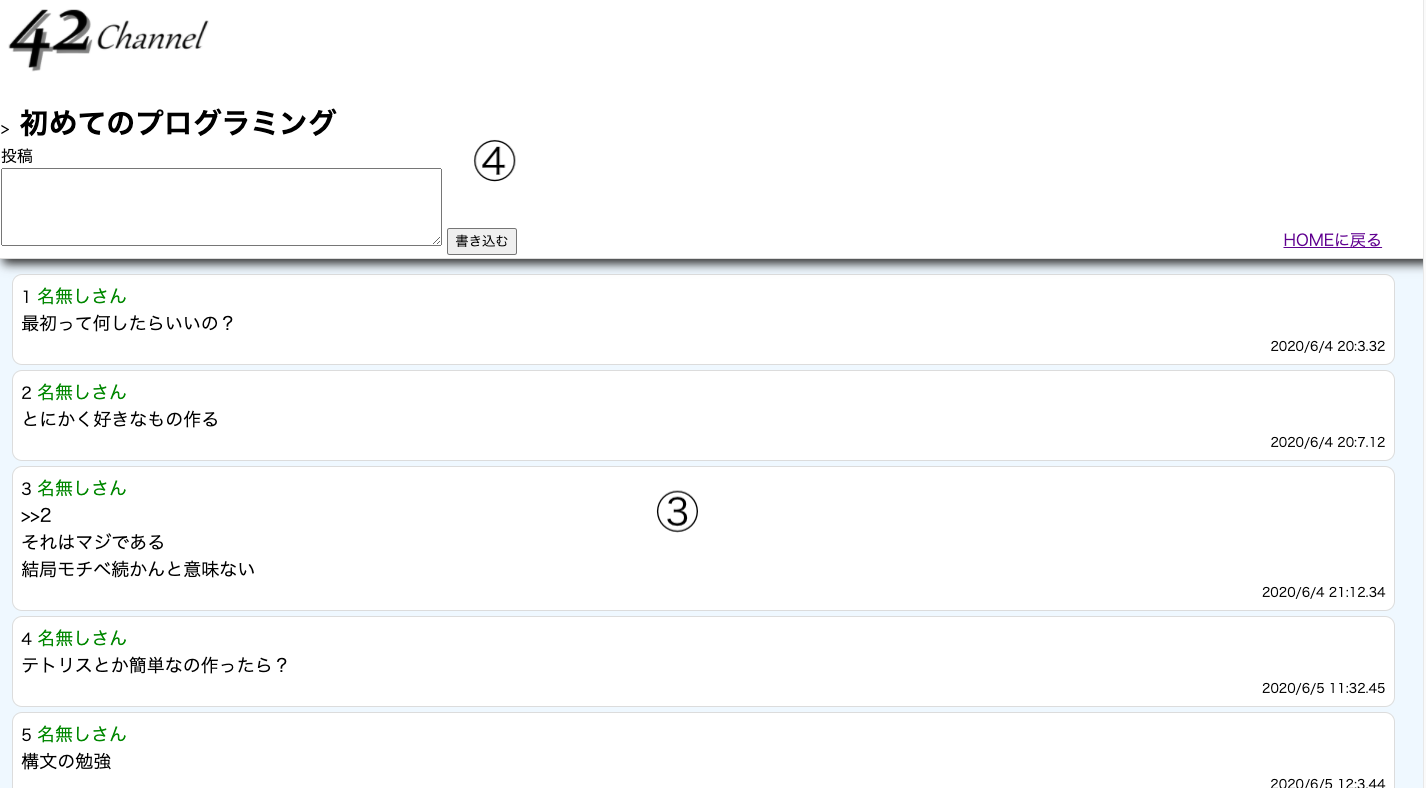 42 Channel
> 初めてのプログラミング
投稿
④
書き込む
HOMEに戻る
1 名無しさん
最初って何したらいいの？
2020/6/4 20:3.32
2 名無しさん
とにかく好きなもの作る
2020/6/4 20:7.12
3 名無しさん
>>2
③
それはマジである
結局モチベ続かんと意味ない
2020/6/4 21:12.34
4 名無しさん
テトリスとか簡単なの作ったら？
2020/6/5 11:32.45
5 名無しさん
構文の勉強
2020/6/5 12:3.44